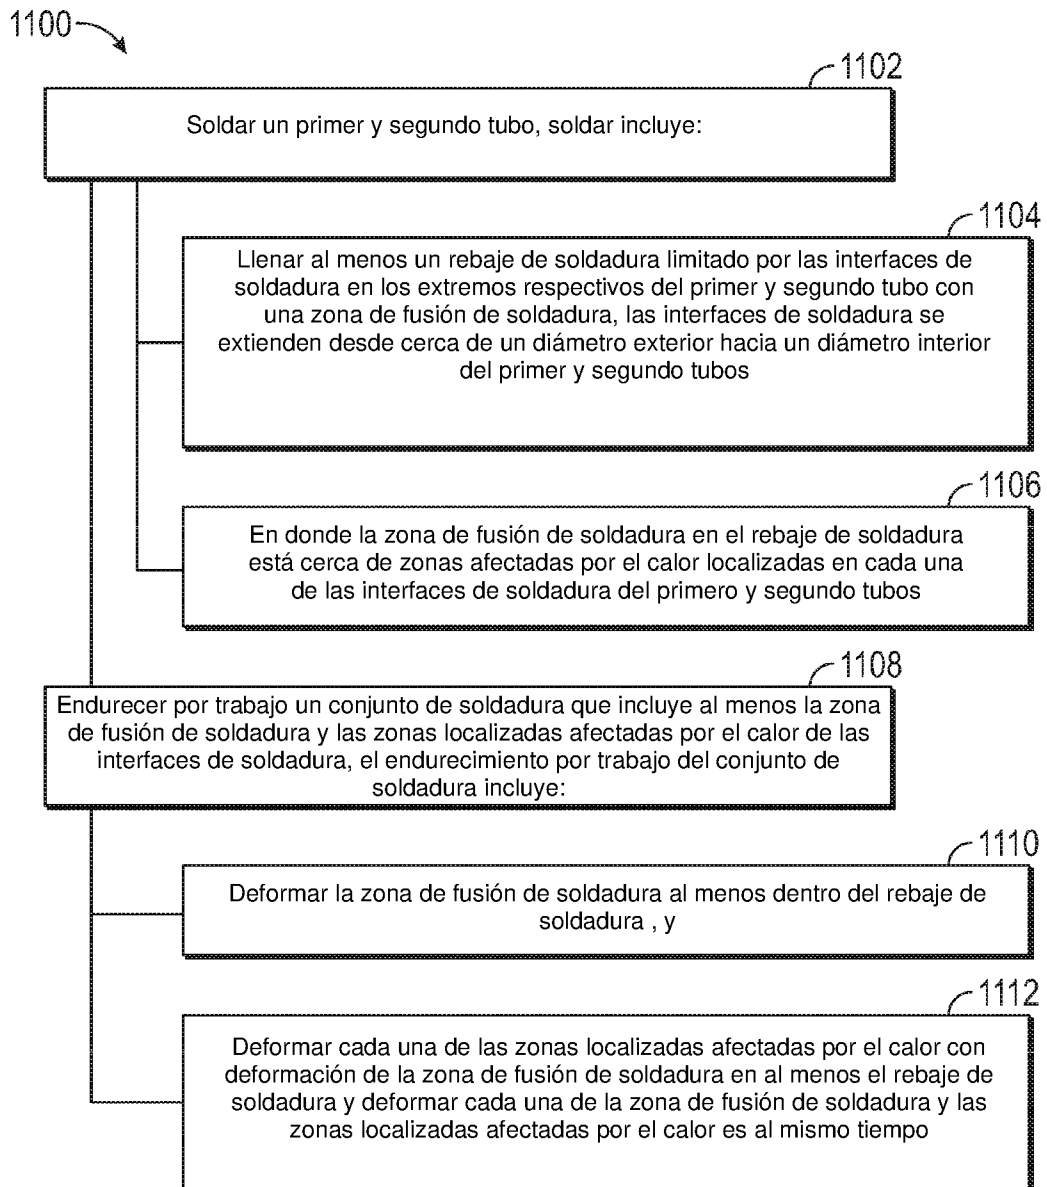 1100
1102
Soldar un primer y segundo tubo, soldar incluye:
1104
Llenar al menos un rebaje de soldadura limitado por las interfaces de
soldadura en los extremos respectivos del primer y segundo tubo con
una zona de fusión de soldadura, las interfaces de soldadura se
extienden desde cerca de un diámetro exterior hacia un diámetro interior
del primer y segundo tubos
1106
En donde la zona de fusión de soldadura en el rebaje de soldadura
está cerca de zonas afectadas por el calor localizadas en cada una
de las interfaces de soldadura del primero y segundo tubos
1108
Endurecer por trabajo un conjunto de soldadura que incluye al menos la zona
de fusión de soldadura y las zonas localizadas afectadas por el calor de las
interfaces de soldadura, el endurecimiento por trabajo del conjunto de
soldadura incluye:
1110
Deformar la zona de fusión de soldadura al menos dentro del rebaje de
soldadura , y
1112
Deformar cada una de las zonas localizadas afectadas por el calor con
deformación de la zona de fusión de soldadura en al menos el rebaje de
soldadura y deformar cada una de la zona de fusión de soldadura y las
zonas localizadas afectadas por el calor es al mismo tiempo